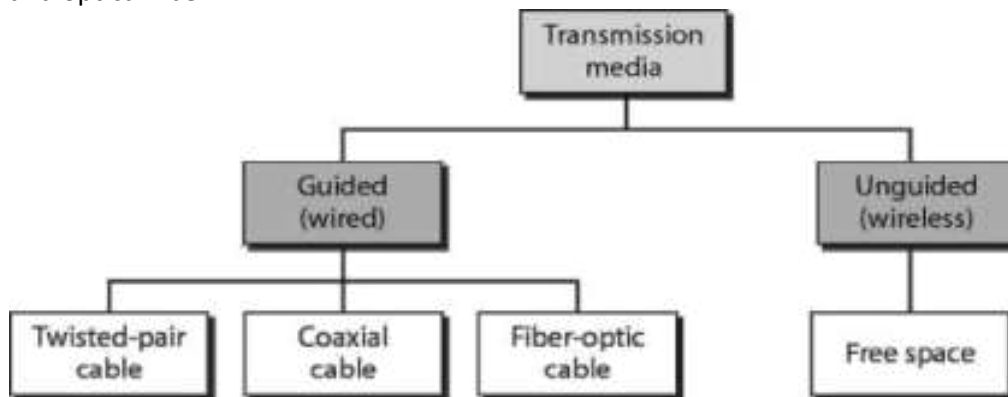 Transmission
media
Guided
(wired)
Unguided
(wireless)
Twisted-pair
cable
Coaxial
cable
Fiber-optic
cable
Free space